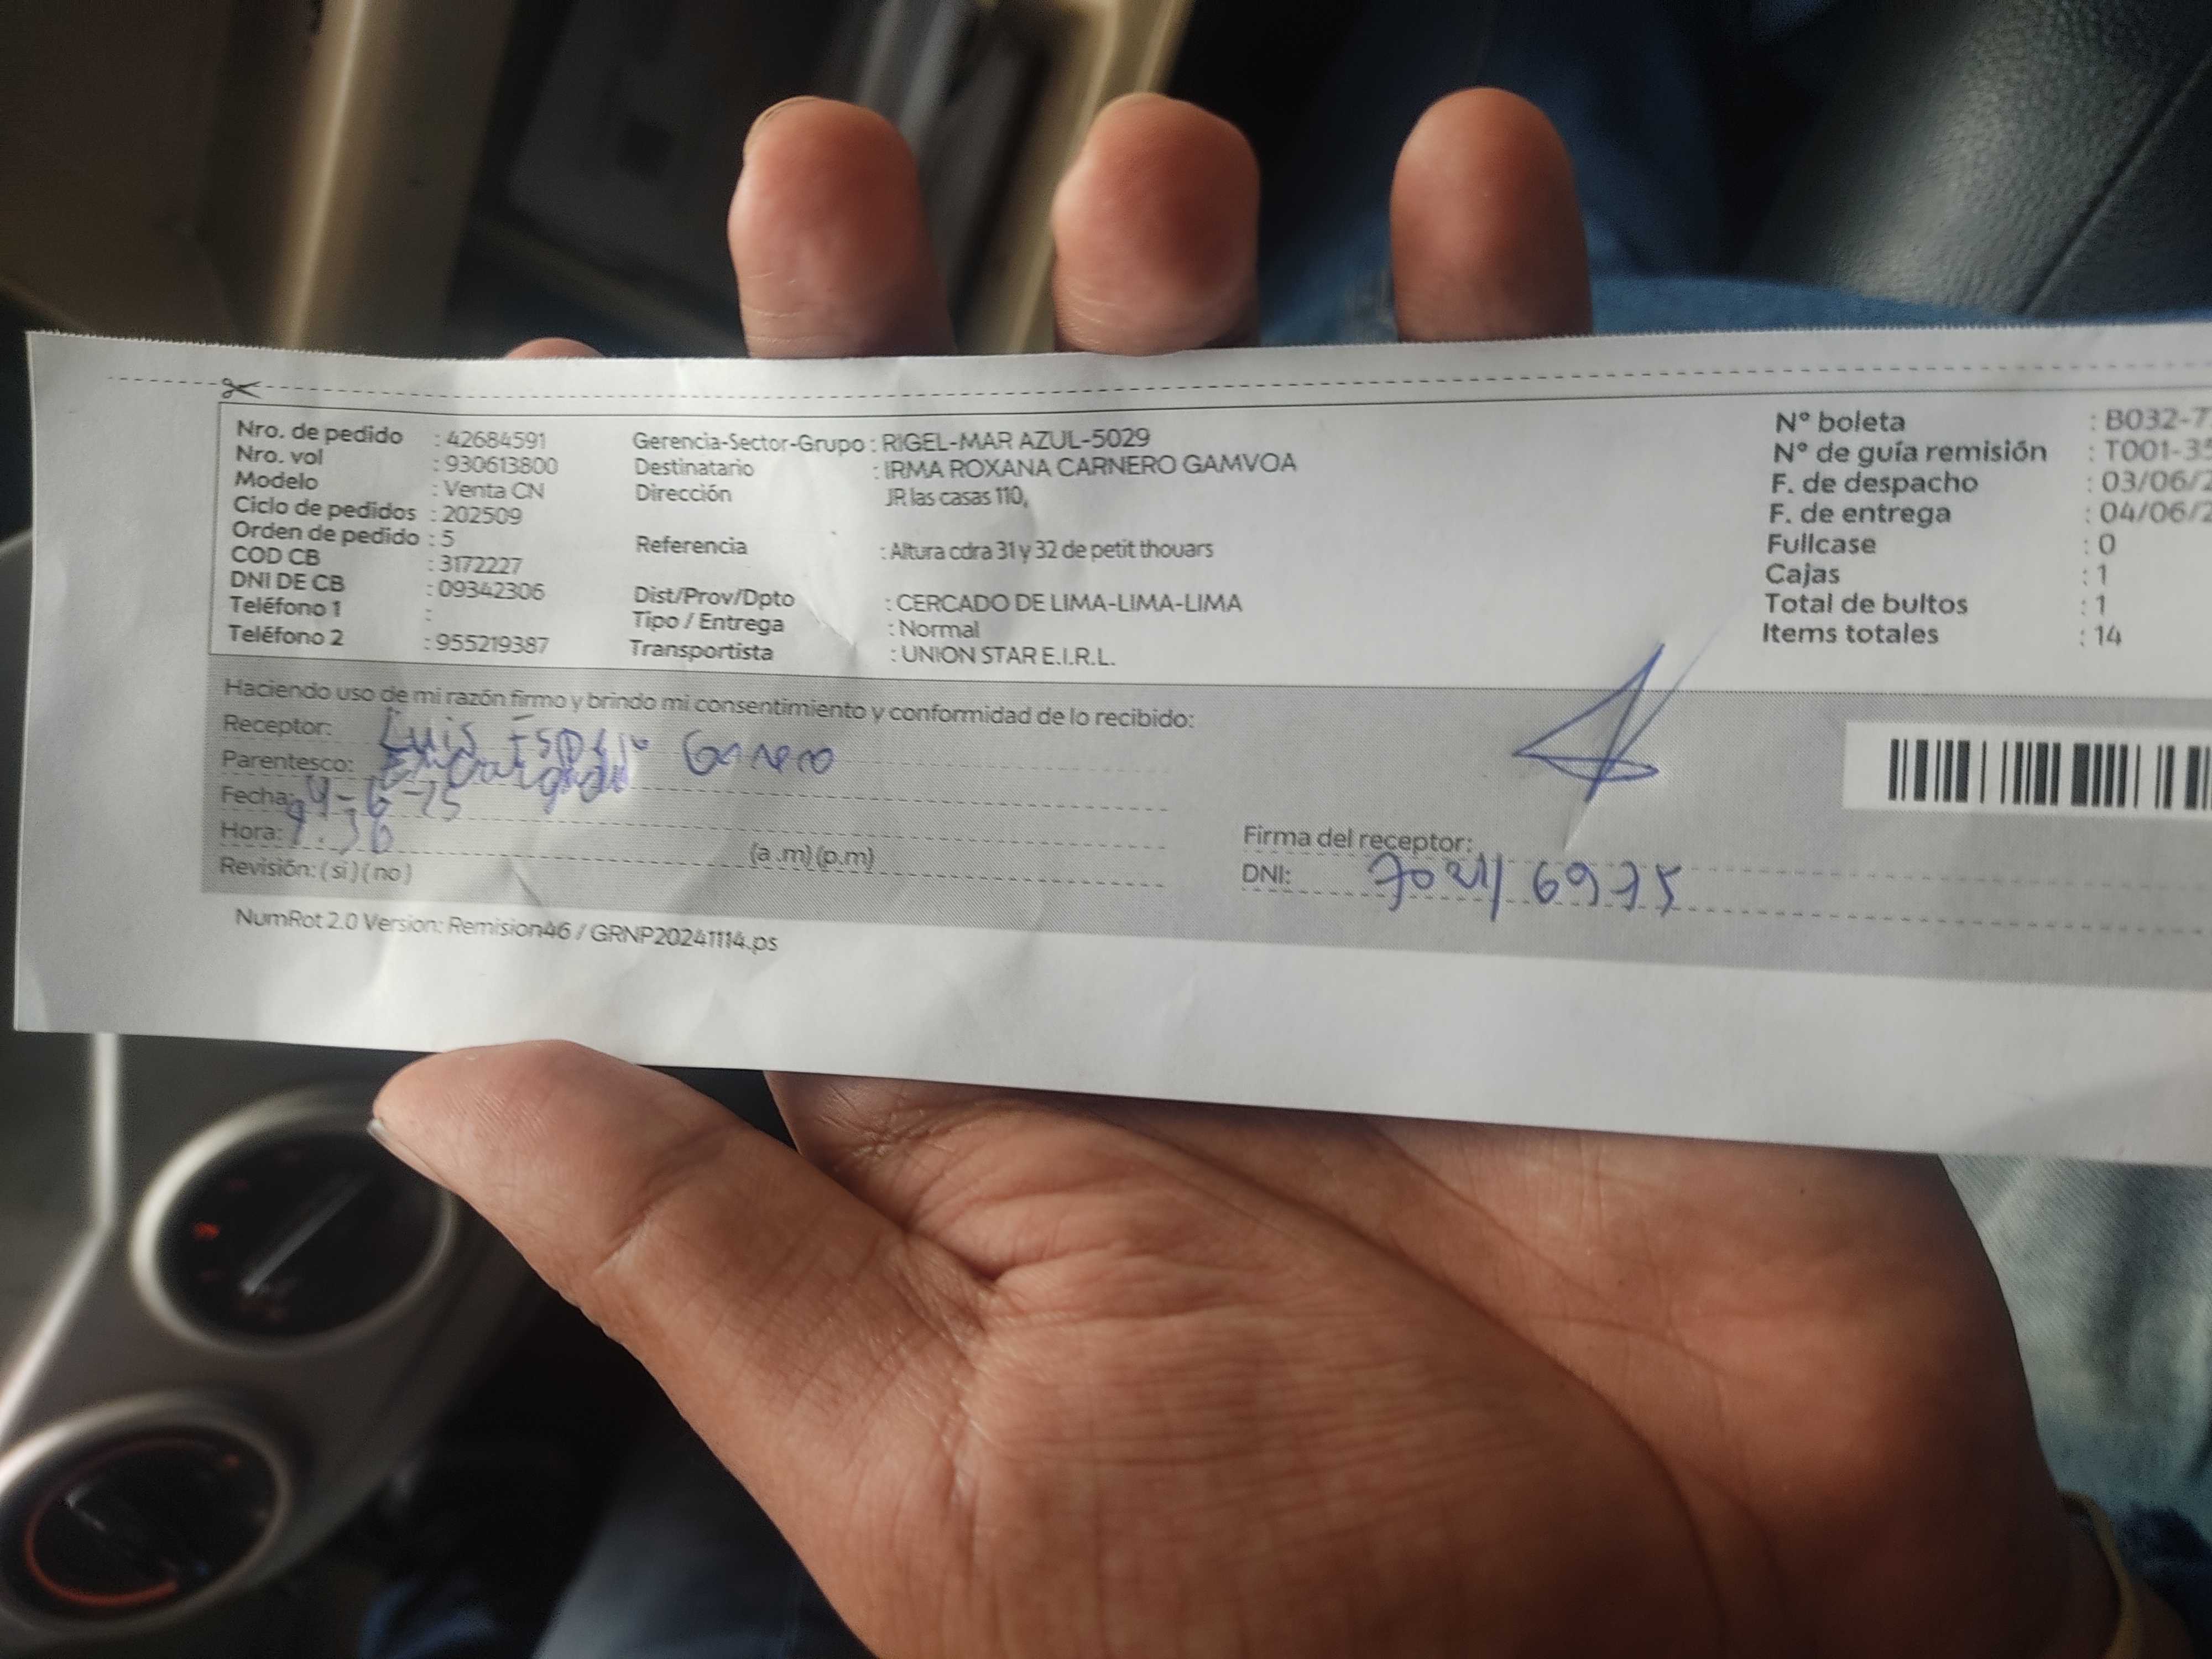 Nro. de pedido : 42684591
Nro. vol : 930613800
Modelo : Venta CN
Ciclo de pedidos : 202509
Orden de pedido : 5
COD CB : 3172227
DNI DE CB : 09342306
Teléfono 1 :
Teléfono 2 : 955219387
Gerencia-Sector-Grupo : RIGEL-MAR AZUL-5029
Destinatario : IRMA ROXANA CARNERO GAMVOA
Dirección JR las casas 110,
Referencia : Altura cdra 31 y 32 de petit thouars
Dist/Prov/Dpto : CERCADO DE LIMA-LIMA-LIMA
Tipo / Entrega : Normal
Transportista : UNION STAR E.I.R.L.
N° boleta : B032-7
N° de guía remisión : T001-35
F. de despacho : 03/06/2
F. de entrega : 04/06/2
Fullcase : 0
Cajas : 1
Total de bultos : 1
Items totales : 14
Haciendo uso de mi razón firmo y brindo mi consentimiento y conformidad de lo recibido:
Receptor: Luis
Parentesco:
Fecha: 04-6-25
Hora: 9:36 (a .m) (p.m)
Revisión: ( si ) ( no )
Firma del receptor:
DNI:
NumRot 2.0 Version: Remision46 / GRNP20241114.ps